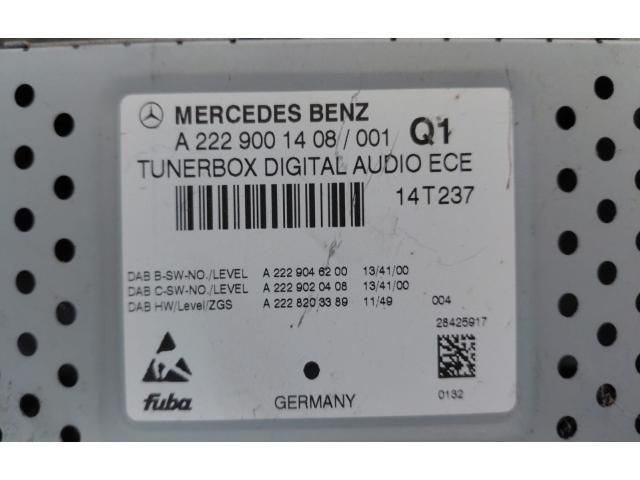 MERCEDES BENZ
A 222 900 14 08 / 001 Q1
TUNERBOX DIGITAL AUDIO ECE
14T237
DAB B-SW-NO./LEVEL A 222 904 62 00 13/41/00
DAB C-SW-NO./LEVEL A 222 902 04 08 13/41/00
DAB HW/Level/ZGS A 222 820 33 89 11/49 004
28425917
fuba GERMANY 0132